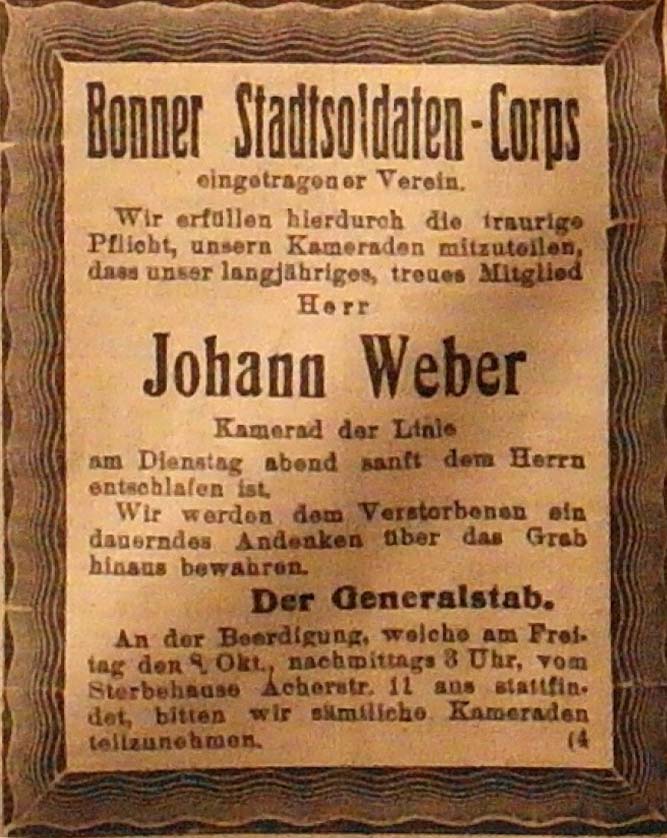 Bonner Stadtsoldaten-Corps
eingetragener Verein.
Wir erfüllen hierdurch die traurige
Pflicht, unsern Kameraden mitzuteilen,
dass unser langjähriges, treues Mitglied
Herr
Johann Weber
Kamerad der Linie
am Dienstag abend sanft dem Herrn
entschlafen ist.
Wir werden dem Verstorbenen ein
dauerndes Andenken über das Grab
hinaus bewahren.
Der Generalstab.
An der Beerdigung, welche am Frei-
tag den Okt., nachmittags 3 Uhr, vom
Sterbehause Acherstr. 11 aus stattfin-
det, bitten wir sämtliche Kameraden
teilzunehmen. (4